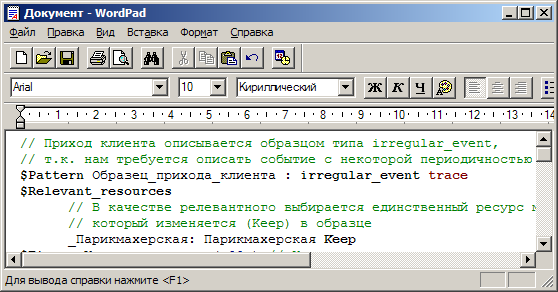 Документ - WordPad
Файл Правка Вид Вставка Формат Справка
Arial 10 Кириллический Ж К Ч
1 2 3 4 5 6 7 8 9 10 11 12 13 14
// Приход клиента описывается образцом типа irregular_event,
// т.к. нам требуется описать событие с некоторой периодичностью
$Pattern Образец_прихода_клиента : irregular_event trace
$Relevant_resources
// В качестве релевантного выбирается единственный ресурс м
// который изменяется (Keep) в образце
_Парикмахерская: Парикмахерская Keep
Для вывода справки нажмите <F1>